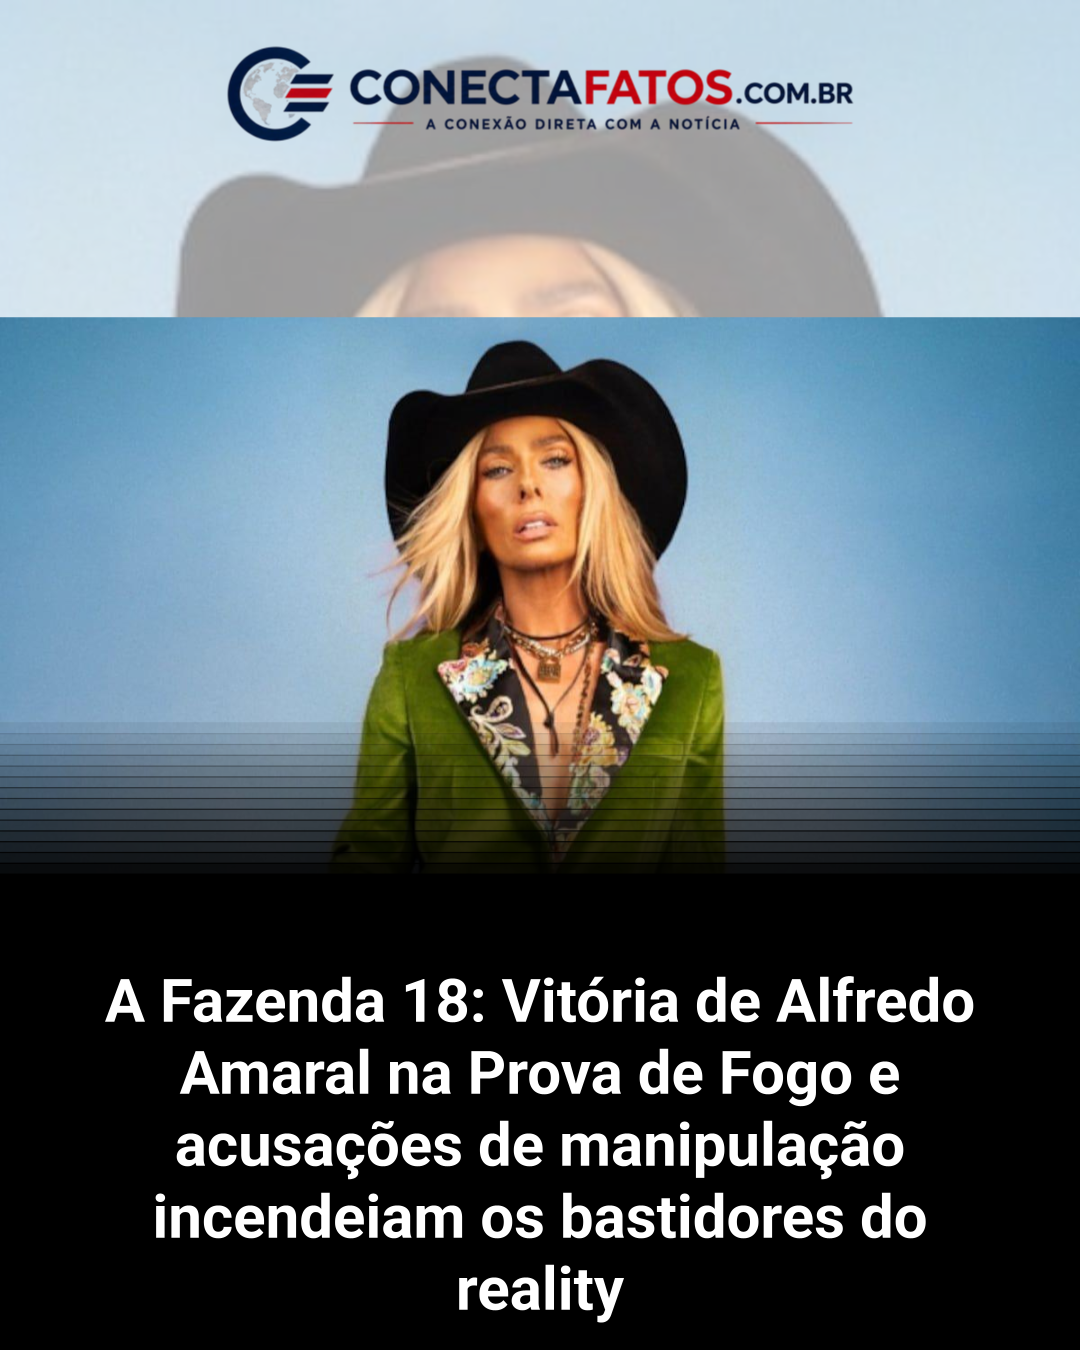 CONECTAFATOS.COM.BR
A CONEXÃO DIRETA COM A NOTÍCIA
A Fazenda 18: Vitória de Alfredo
Amaral na Prova de Fogo e
acusações de manipulação
incendeiam os bastidores do
reality